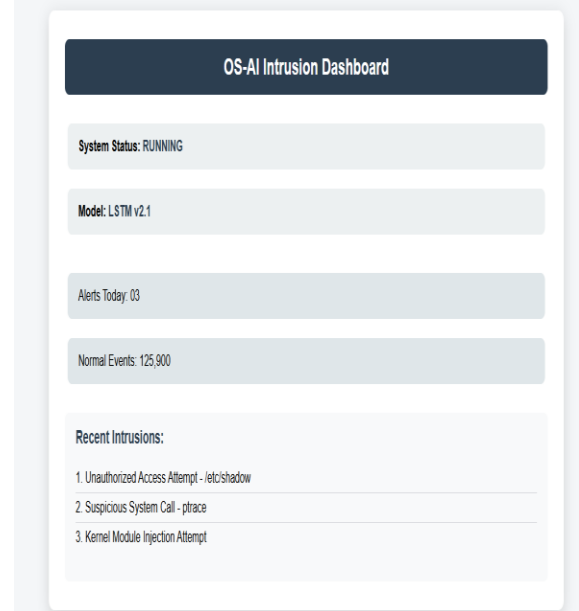 OS-AI Intrusion Dashboard
System Status: RUNNING
Model: LSTM v2.1
Alerts Today: 03
Normal Events: 125,900
Recent Intrusions:
1. Unauthorized Access Attempt - /etc/shadow
2. Suspicious System Call - ptrace
3. Kernel Module Injection Attempt